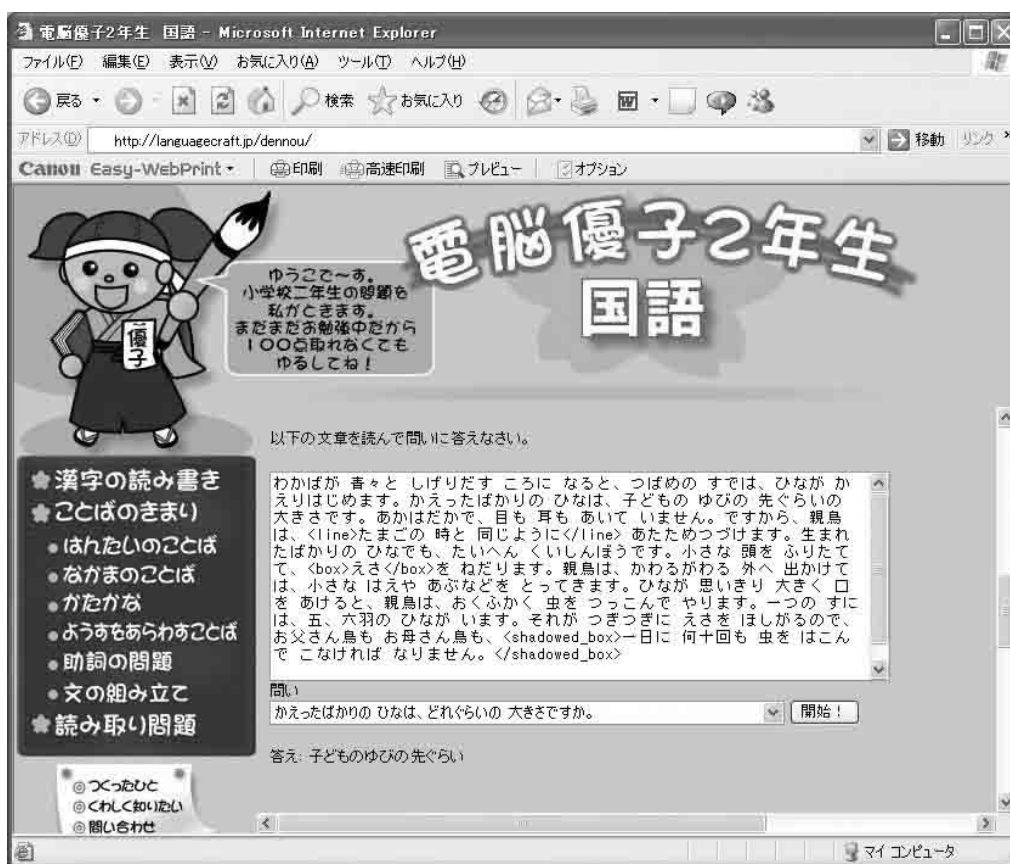 電脳優子2年生 国語 - Microsoft Internet Explorer
ファイル(F) 編集(E) 表示(V) お気に入り(A) ツール(T) ヘルプ(H)
戻る 検索 お気に入り
アドレス(D) http://languagecraft.jp/dennou/ 移動 リンク »
Canon Easy-WebPrint 印刷 高速印刷 プレビュー オプション
電脳優子2年生
国語
ゆうこで〜す。
小学校二年生の問題を
私がときます。
まだまだお勉強中だから
100点取れなくても
ゆるしてね!
優子
漢字の読み書き
ことばのきまり
はんたいのことば
なかまのことば
かたかな
ようすをあらわすことば
助詞の問題
文の組み立て
読み取り問題
つくったひと
くわしく知りたい
問い合わせ
以下の文章を読んで問いに答えなさい。
わかばが 青々と しげりだす ころに なると、つばめの すでは、ひなが か
えりはじめます。かえったばかりの ひなは、子どもの ゆびの 先ぐらいの
大きさです。あかはだかで、目も 耳も あいて いません。ですから、親鳥
は、<line>たまごの 時と 同じように</line> あたためつづけます。生まれ
たばかりの ひなでも、たいへん くいしんぼうです。小さな 頭を ふりたて
て、<box>えさ</box>を ねだります。親鳥は、かわるがわる 外へ 出かけて
は、小さな はえや あぶなどを とってきます。ひなが 思いきり 大きく 口
を あけると、親鳥は、おくふかく 虫を つっこんで やります。一つの すに
は、五、六羽の ひなが います。それが つぎつぎに えさを ほしがるので、
お父さん鳥も お母さん鳥も、<shadowed_box>一日に 何十回も 虫を はこん
で こなければ なりません。</shadowed_box>
問い
かえったばかりの ひなは、どれぐらいの 大きさですか。 開始!
答え: 子どものゆびの先ぐらい
マイ コンピュータ